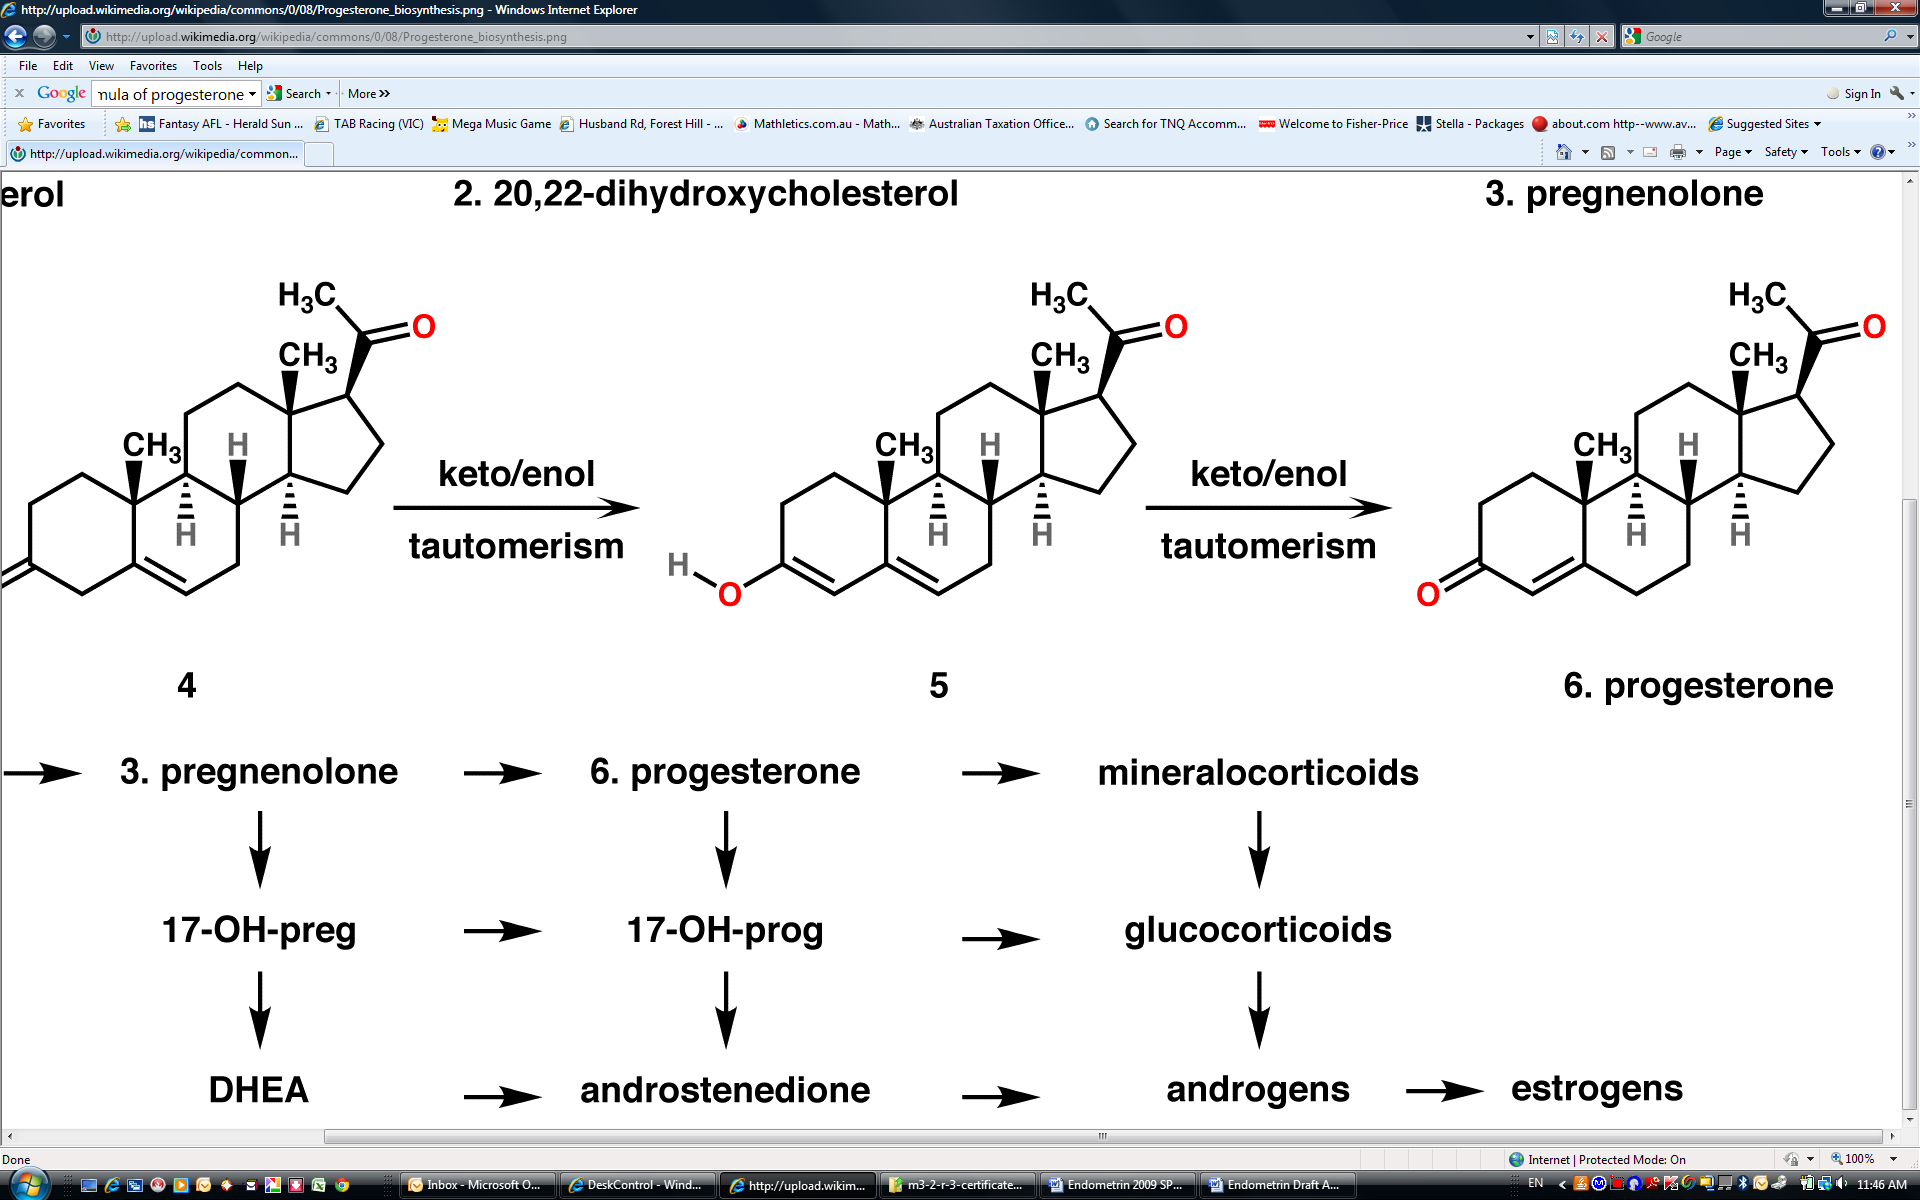 http://upload.wikimedia.org/wikipedia/commons/0/08/Progesterone_biosynthesis.png - Windows Internet Explorer
http://upload.wikimedia.org/wikipedia/commons/0/08/Progesterone_biosynthesis.png
Google
File Edit View Favorites Tools Help
x Google mula of progesterone Search More >> Sign In
Favorites hs Fantasy AFL - Herald Sun ... TAB Racing (VIC) Mega Music Game Husband Rd, Forest Hill - ... Mathletics.com.au - Math... Australian Taxation Office... Search for TNQ Accomm... Welcome to Fisher-Price Stella - Packages about.com http--www.av... Suggested Sites
http://upload.wikimedia.org/wikipedia/common... Page Safety Tools
erol 2. 20,22-dihydroxycholesterol 3. pregnenolone
H3C H3C H3C
O O O
CH3 CH3 CH3
CH3 H CH3 H CH3 H
keto/enol keto/enol
H H H H H H
tautomerism tautomerism
H
O O
4 5 6. progesterone
3. pregnenolone 6. progesterone mineralocorticoids
17-OH-preg 17-OH-prog glucocorticoids
DHEA androstenedione androgens estrogens
Done Internet | Protected Mode: On 100%
Inbox - Microsoft O... DeskControl - Wind... http://upload.wikim... m3-2-r-3-certificate... Endometrin 2009 SP... Endometrin Draft A... EN 11:46 AM